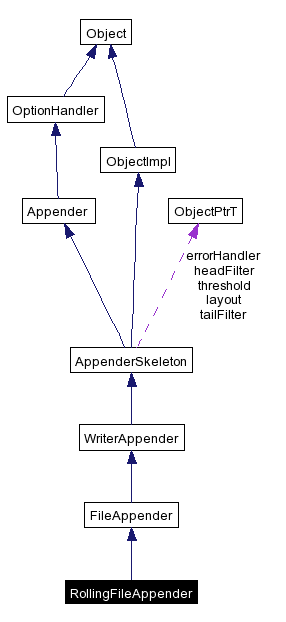 Object
OptionHandler
ObjectImpl
Appender
ObjectPtrT
errorHandler
headFilter
threshold
layout
tailFilter
AppenderSkeleton
WriterAppender
FileAppender
RollingFileAppender